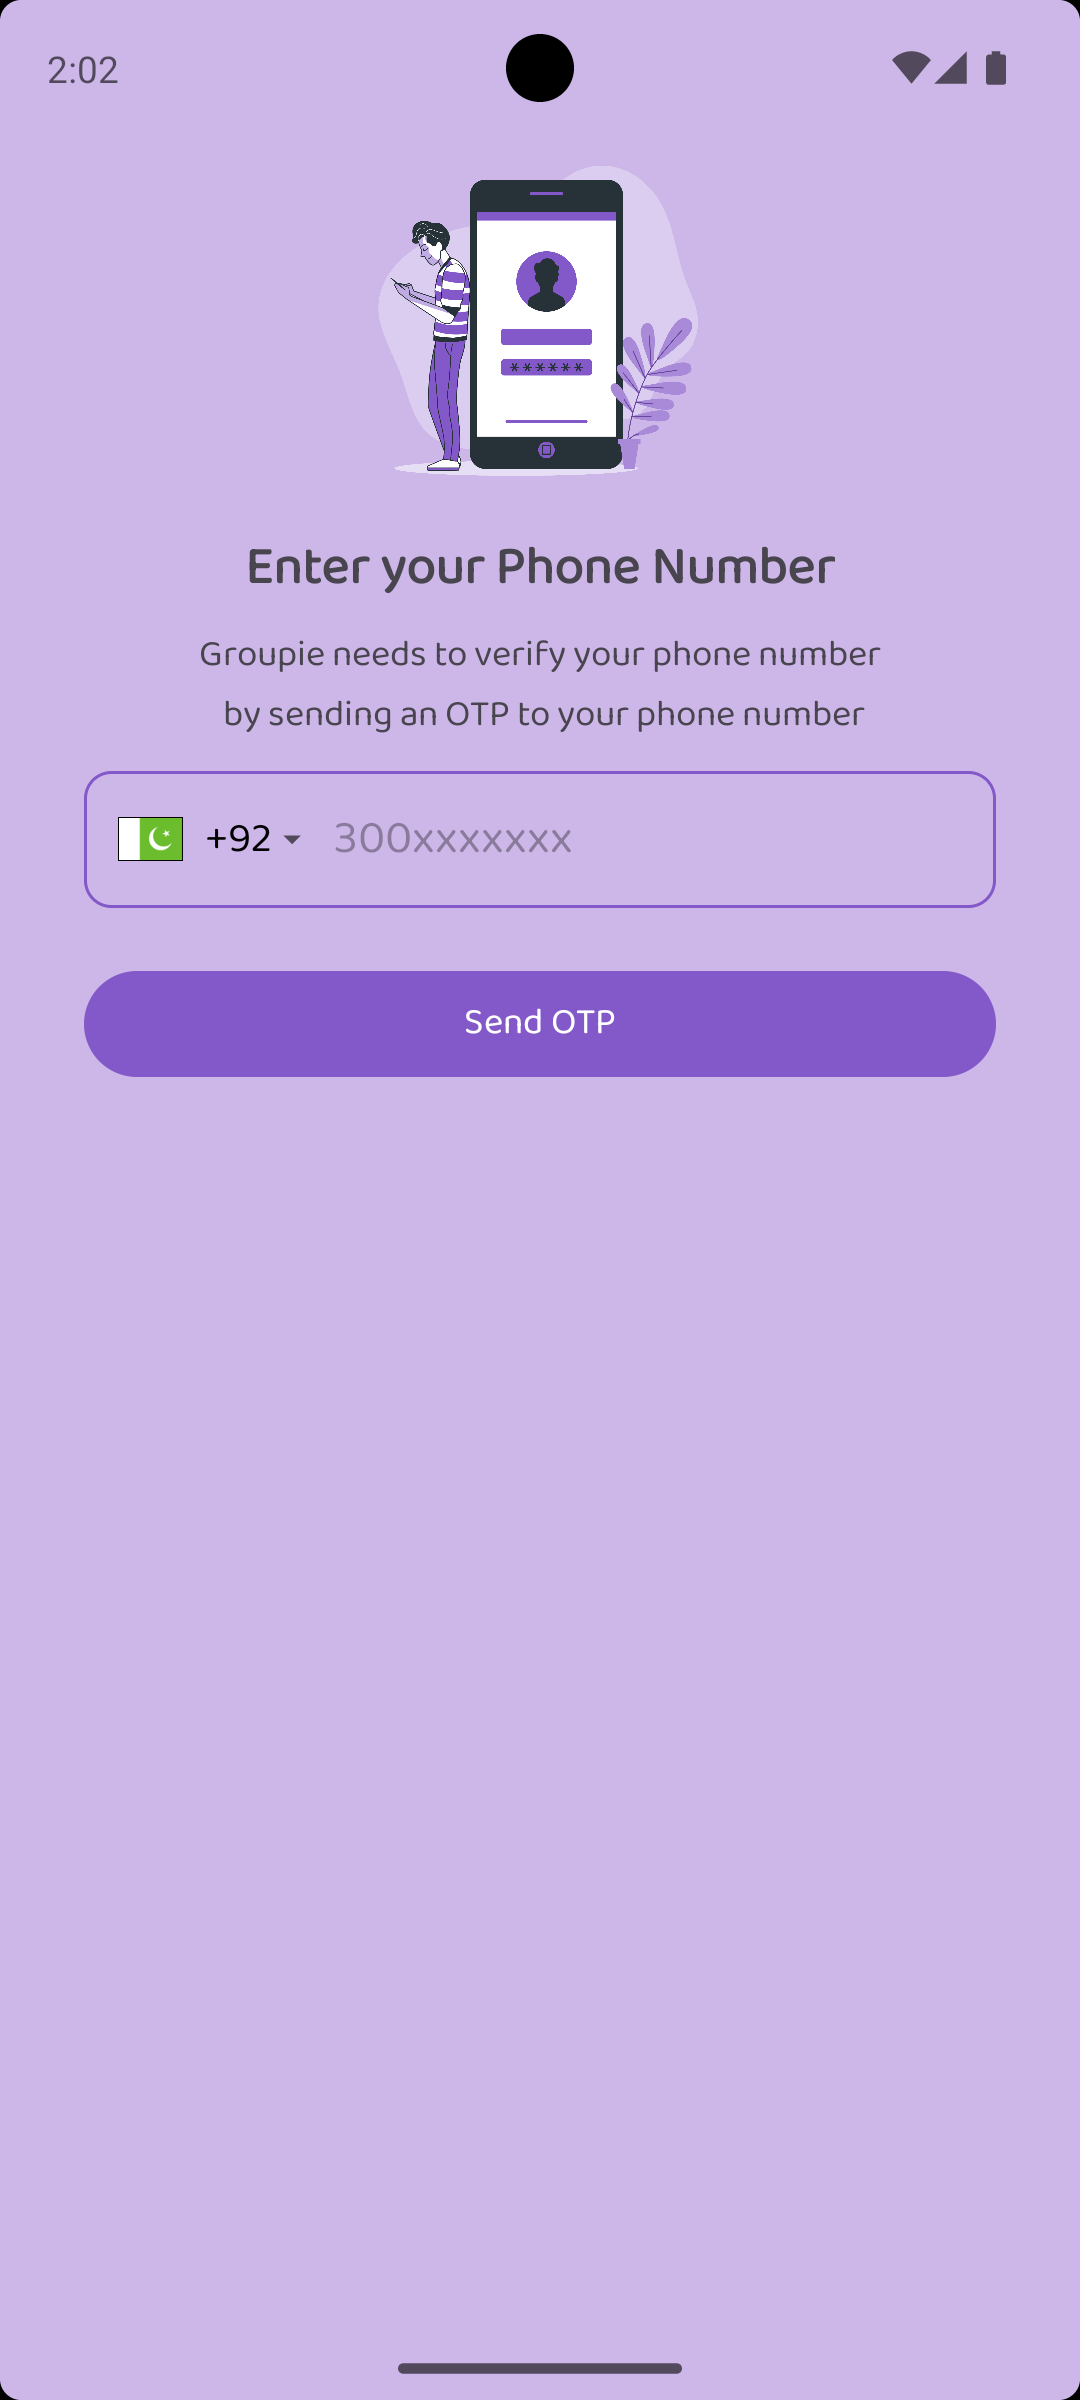 2:02
******
Enter your Phone Number
Groupie needs to verify your phone number
by sending an OTP to your phone number
+92 300xxxxxxx
Send OTP